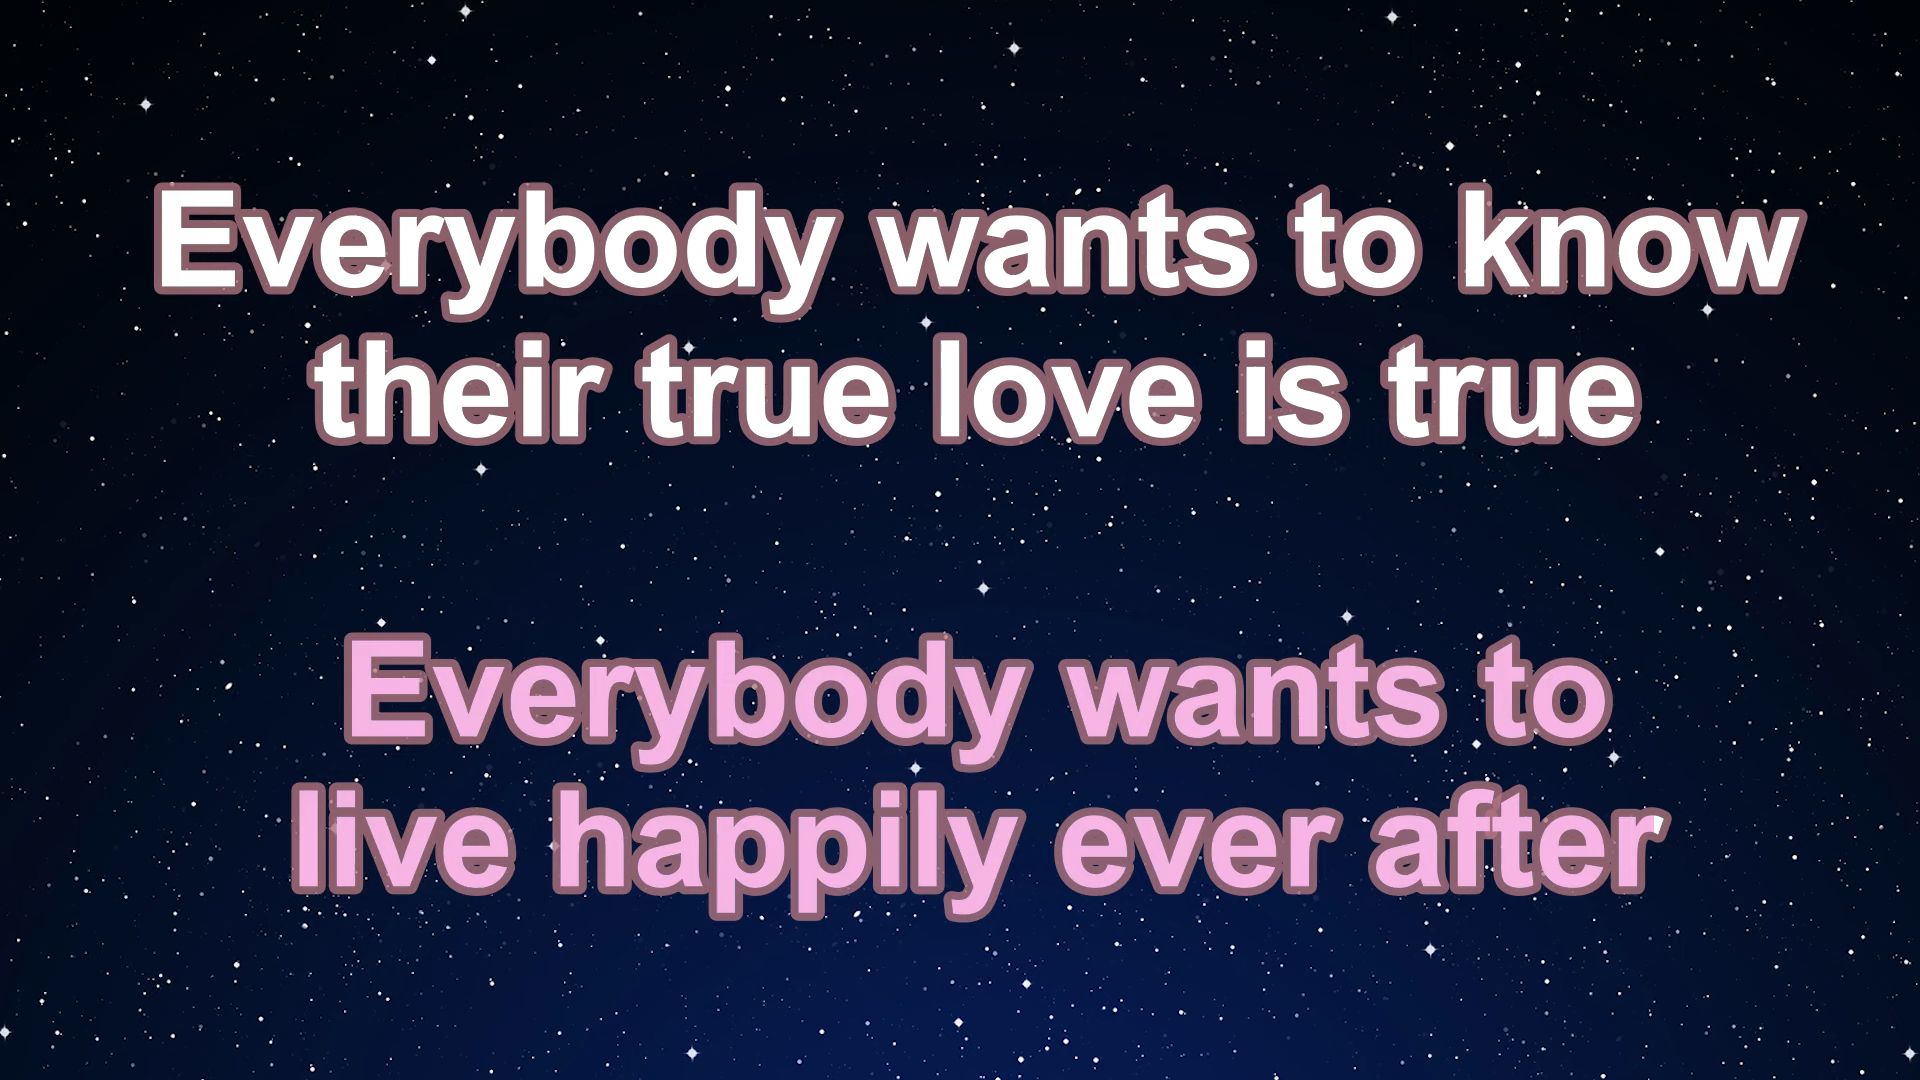 Everybody wants to know
their true love is true
Everybody wants to
live happily ever after